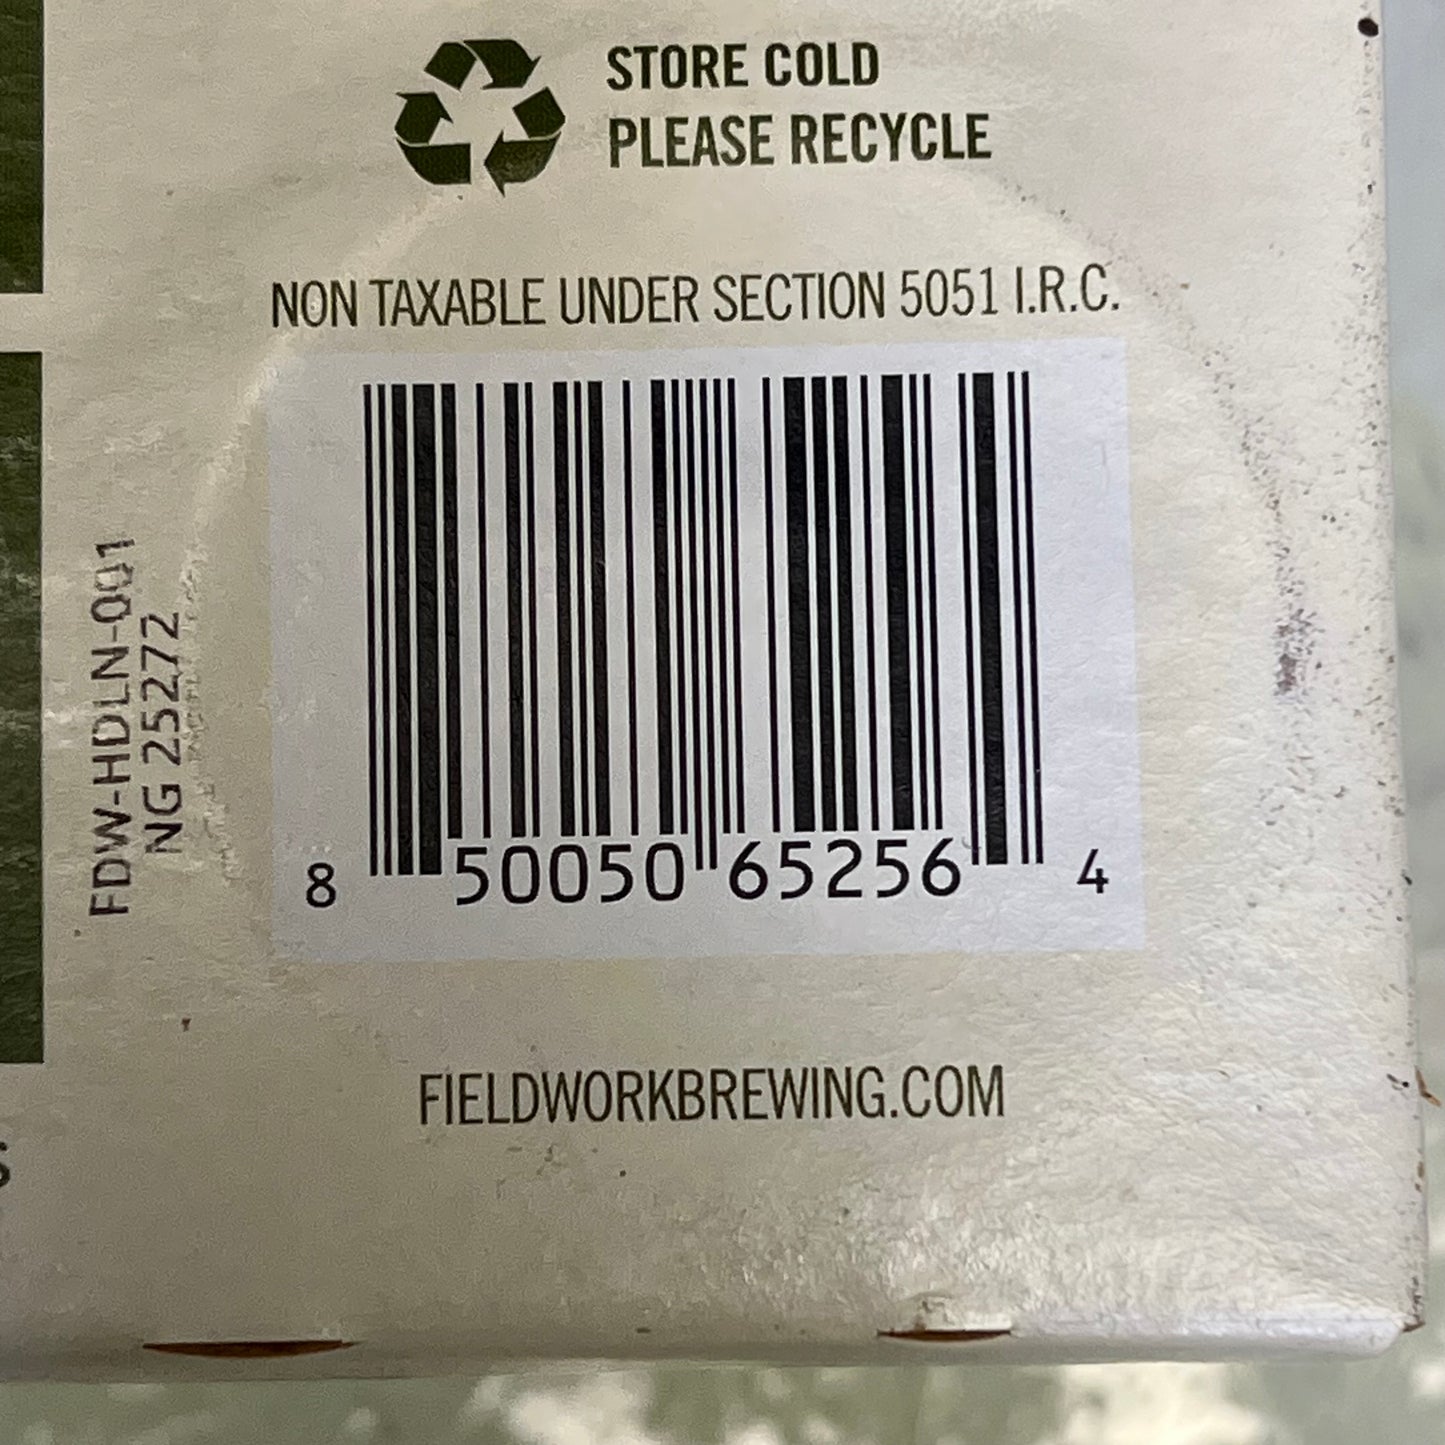 STORE COLD
PLEASE RECYCLE
NON TAXABLE UNDER SECTION 5051 I.R.C.
FDW-HDLN-001
NG 25272
8 50050 65256 4
FIELDWORKBREWING.COM